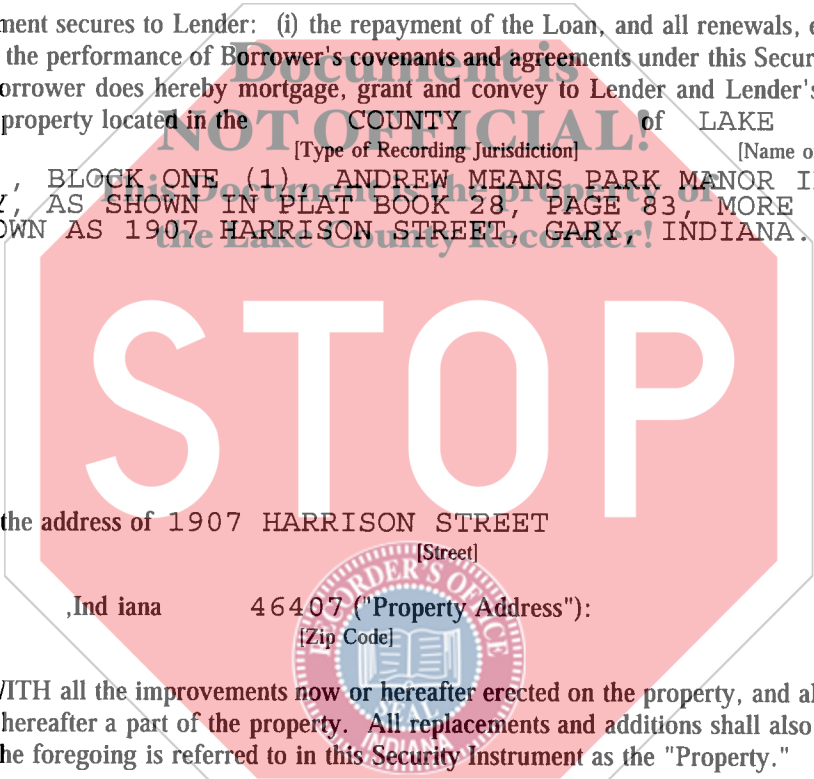 ment secures to Lender: (i) the repayment of the Loan, and all renewals,
the performance of Borrower's covenants and agreements under this Secur
Document is
orrower does hereby mortgage, grant and convey to Lender and Lender's
NOT OFFICIAL!
property located in the COUNTY of LAKE
[Type of Recording Jurisdiction] [Name o
, BLOCK ONE (1), ANDREW MEANS PARK MANOR I
This Document is the property of
Y, AS SHOWN IN PLAT BOOK 28, PAGE 83, MORE
OWN AS 1907 HARRISON STREET, GARY, INDIANA.
the Lake County Recorder!
STOP
the address of 1907 HARRISON STREET
[Street]
RECORDER'S OFFICE
,Ind iana 46407 ("Property Address"):
[Zip Code]
WITH all the improvements now or hereafter erected on the property, and al
SEAL
hereafter a part of the property. All replacements and additions shall also
INDIANA
he foregoing is referred to in this Security Instrument as the "Property."